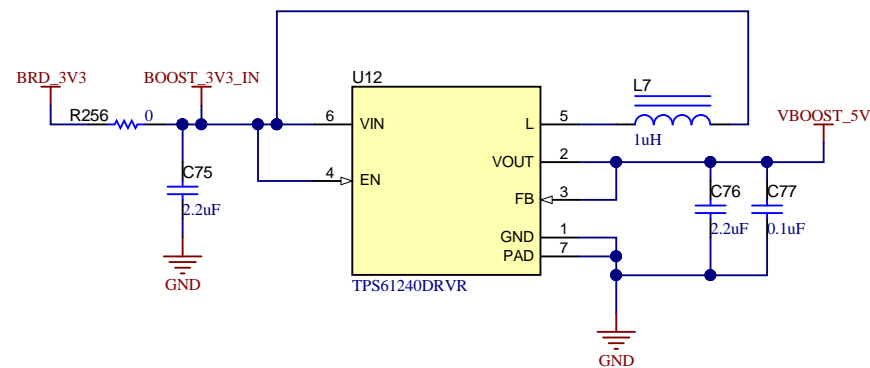 BRD_3V3
BOOST_3V3_IN
U12
L7
VBOOST_5V
R256
0
6
VIN
L
5
1uH
4
EN
VOUT
2
C75
2.2uF
FB
3
C76
2.2uF
C77
0.1uF
GND
1
PAD
7
GND
TPS61240DRVR
GND